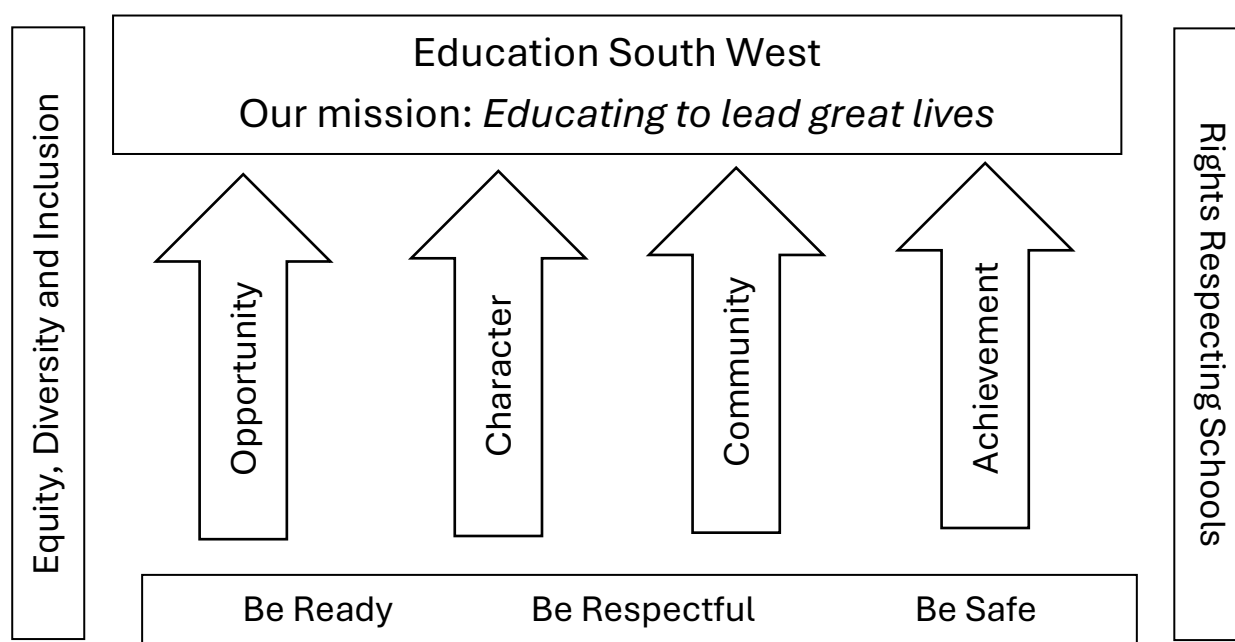 Equity, Diversity and Inclusion
Education South West
Our mission: Educating to lead great lives
Opportunity
Character
Community
Achievement
Rights Respecting Schools
Be Ready Be Respectful Be Safe